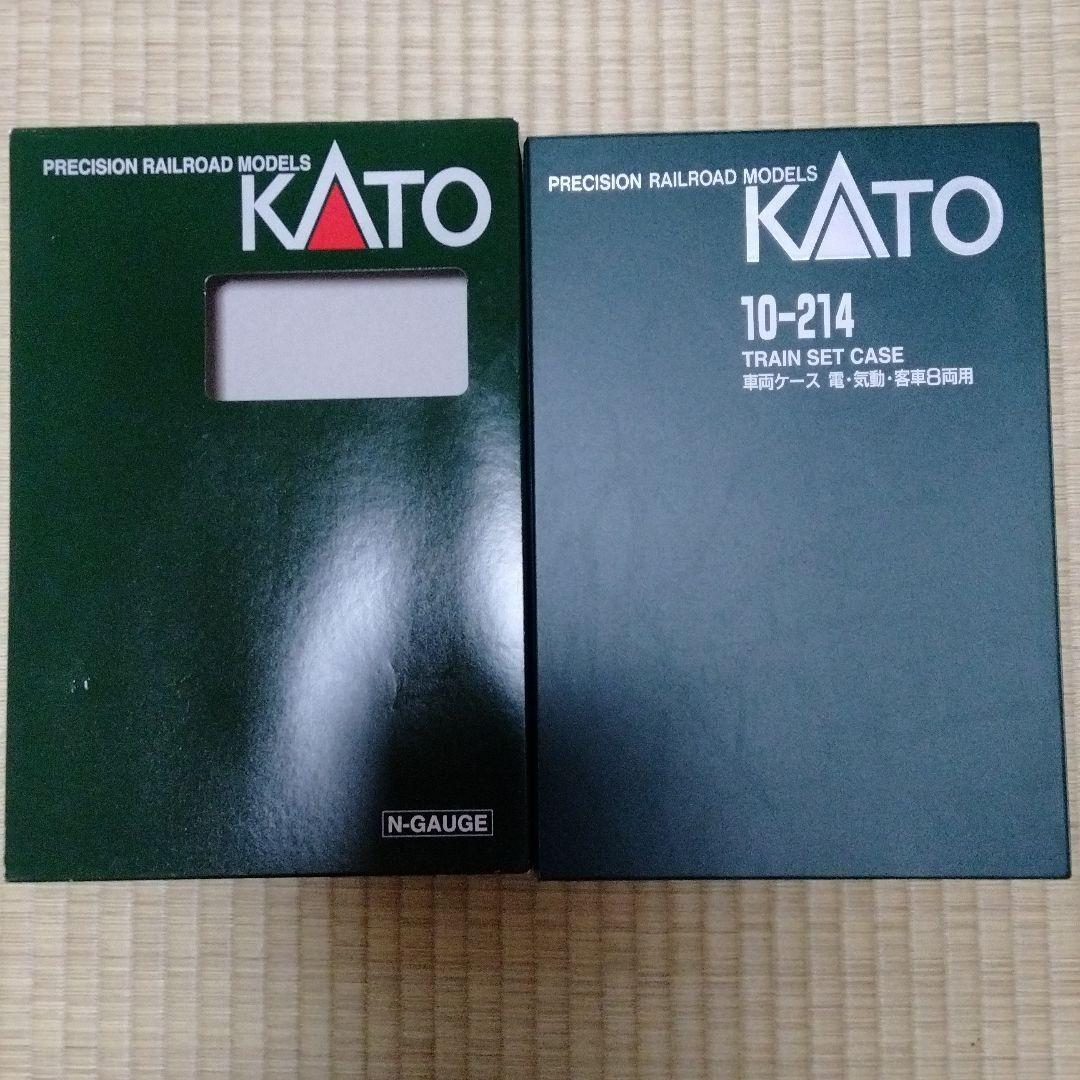 PRECISION RAILROAD MODELS
KATO
N-GAUGE
PRECISION RAILROAD MODELS
KATO
10-214
TRAIN SET CASE
車両ケース 電・気動・客車8両用